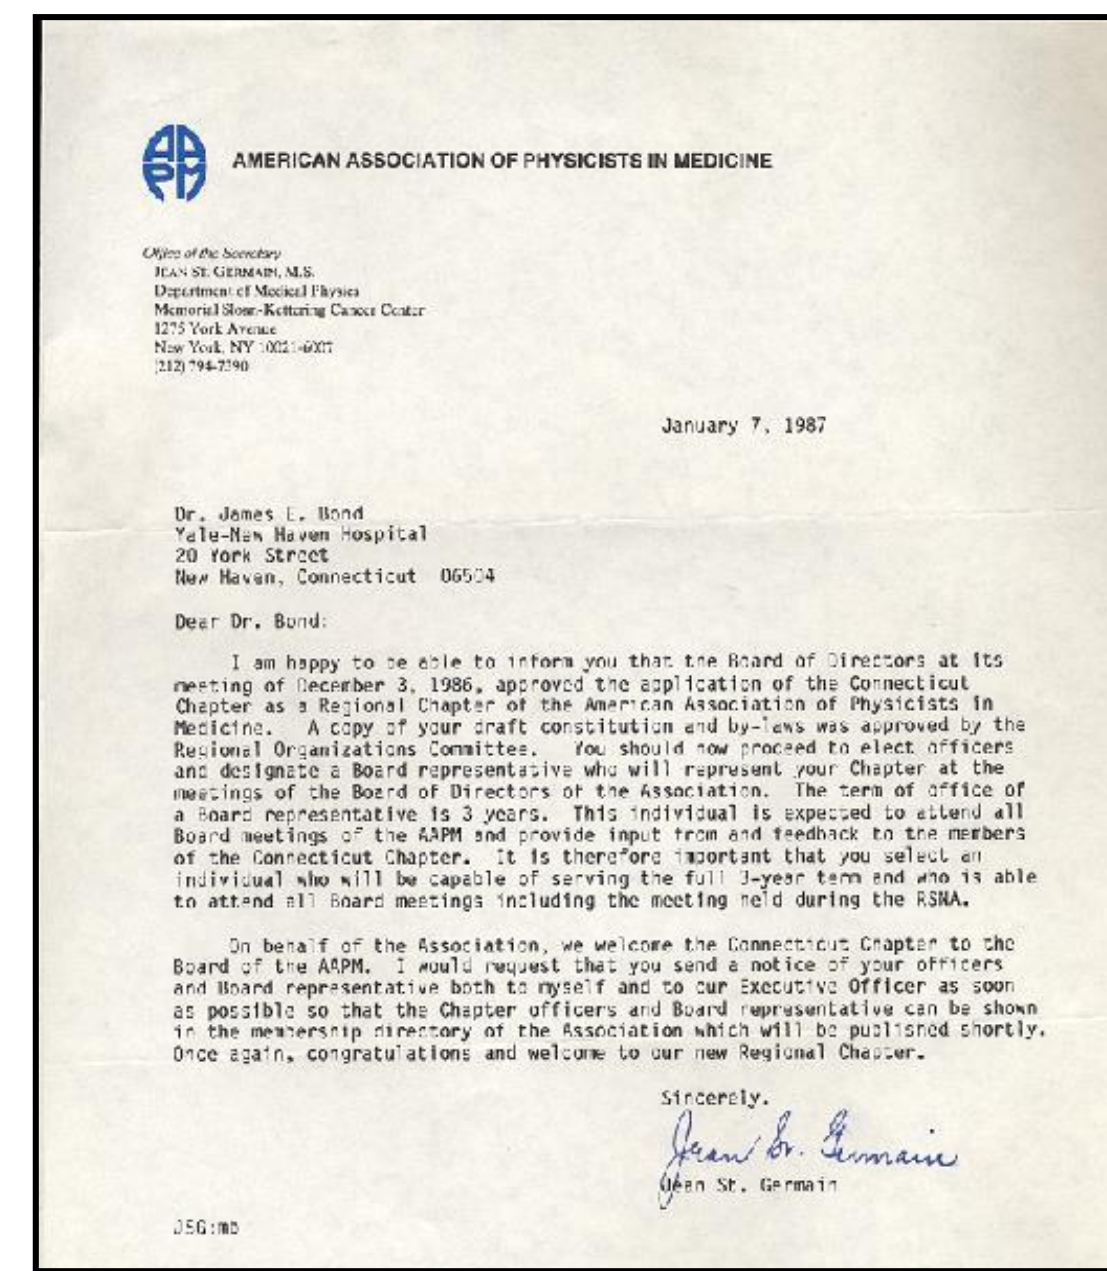 AAPM
AMERICAN ASSOCIATION OF PHYSICISTS IN MEDICINE
Office of the Secretary
JEAN ST. GERMAIN, M.S.
Department of Medical Physics
Memorial Sloan-Kettering Cancer Center
1275 York Avenue
New York, NY 10021-6007
(212) 794-7390
January 7, 1987
Dr. James E. Bond
Yale-New Haven Hospital
20 York Street
New Haven, Connecticut 06504
Dear Dr. Bond:
I am happy to be able to inform you that the Board of Directors at its
meeting of December 3, 1986, approved the application of the Connecticut
Chapter as a Regional Chapter of the American Association of Physicists in
Medicine. A copy of your draft constitution and by-laws was approved by the
Regional Organizations Committee. You should now proceed to elect officers
and designate a Board representative who will represent your Chapter at the
meetings of the Board of Directors of the Association. The term of office of
a Board representative is 3 years. This individual is expected to attend all
Board meetings of the AAPM and provide input from and feedback to the members
of the Connecticut Chapter. It is therefore important that you select an
individual who will be capable of serving the full 3-year term and who is able
to attend all Board meetings including the meeting held during the RSNA.
On behalf of the Association, we welcome the Connecticut Chapter to the
Board of the AAPM. I would request that you send a notice of your officers
and Board representative both to myself and to our Executive Officer as soon
as possible so that the Chapter officers and Board representative can be shown
in the membership directory of the Association which will be published shortly.
Once again, congratulations and welcome to our new Regional Chapter.
Sincerely,
Jean St. Germain
Jean St. Germain
JSG:mb